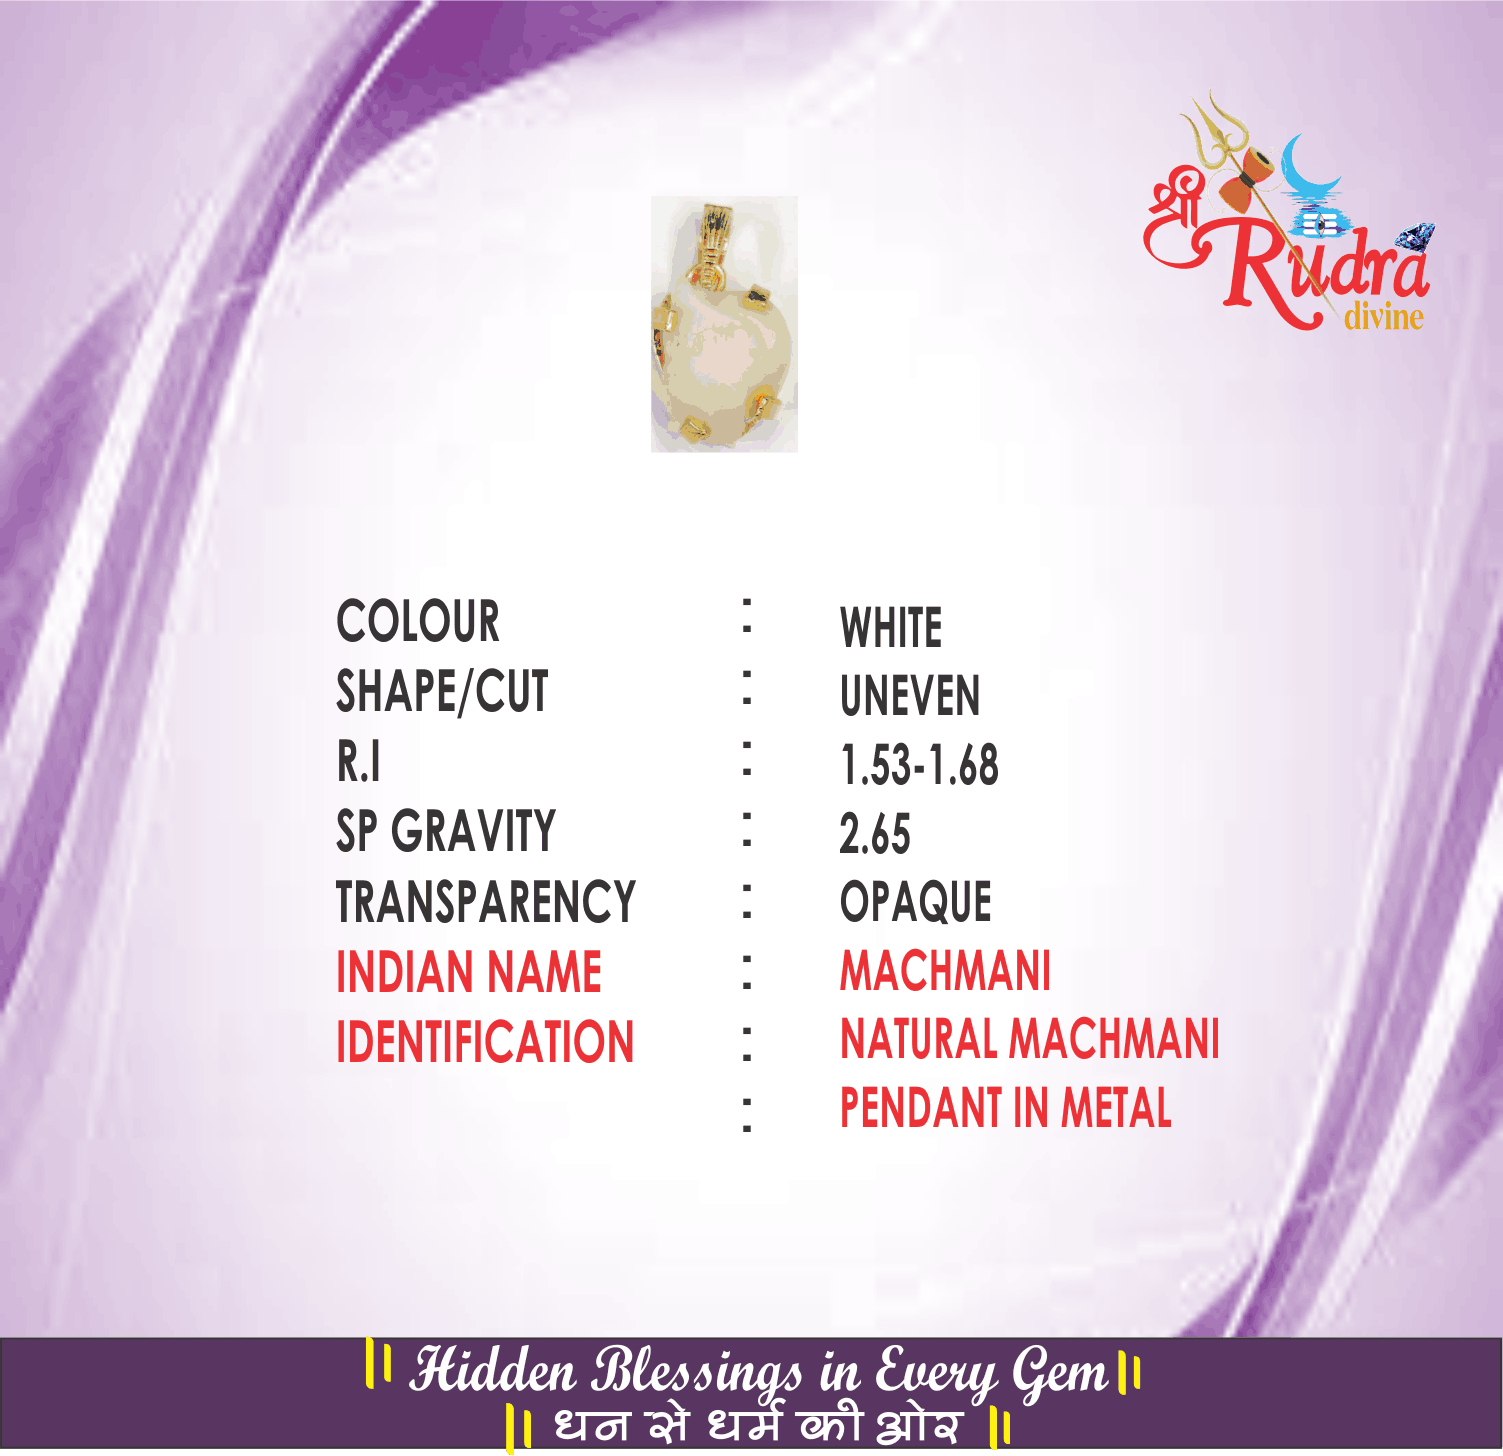 श्री Rudra
divine
COLOUR : WHITE
SHAPE/CUT : UNEVEN
R.I : 1.53-1.68
SP GRAVITY : 2.65
TRANSPARENCY : OPAQUE
INDIAN NAME : MACHMANI
IDENTIFICATION : NATURAL MACHMANI
: PENDANT IN METAL
|| Hidden Blessings in Every Gem ||
|| धन से धर्म की ओर ||